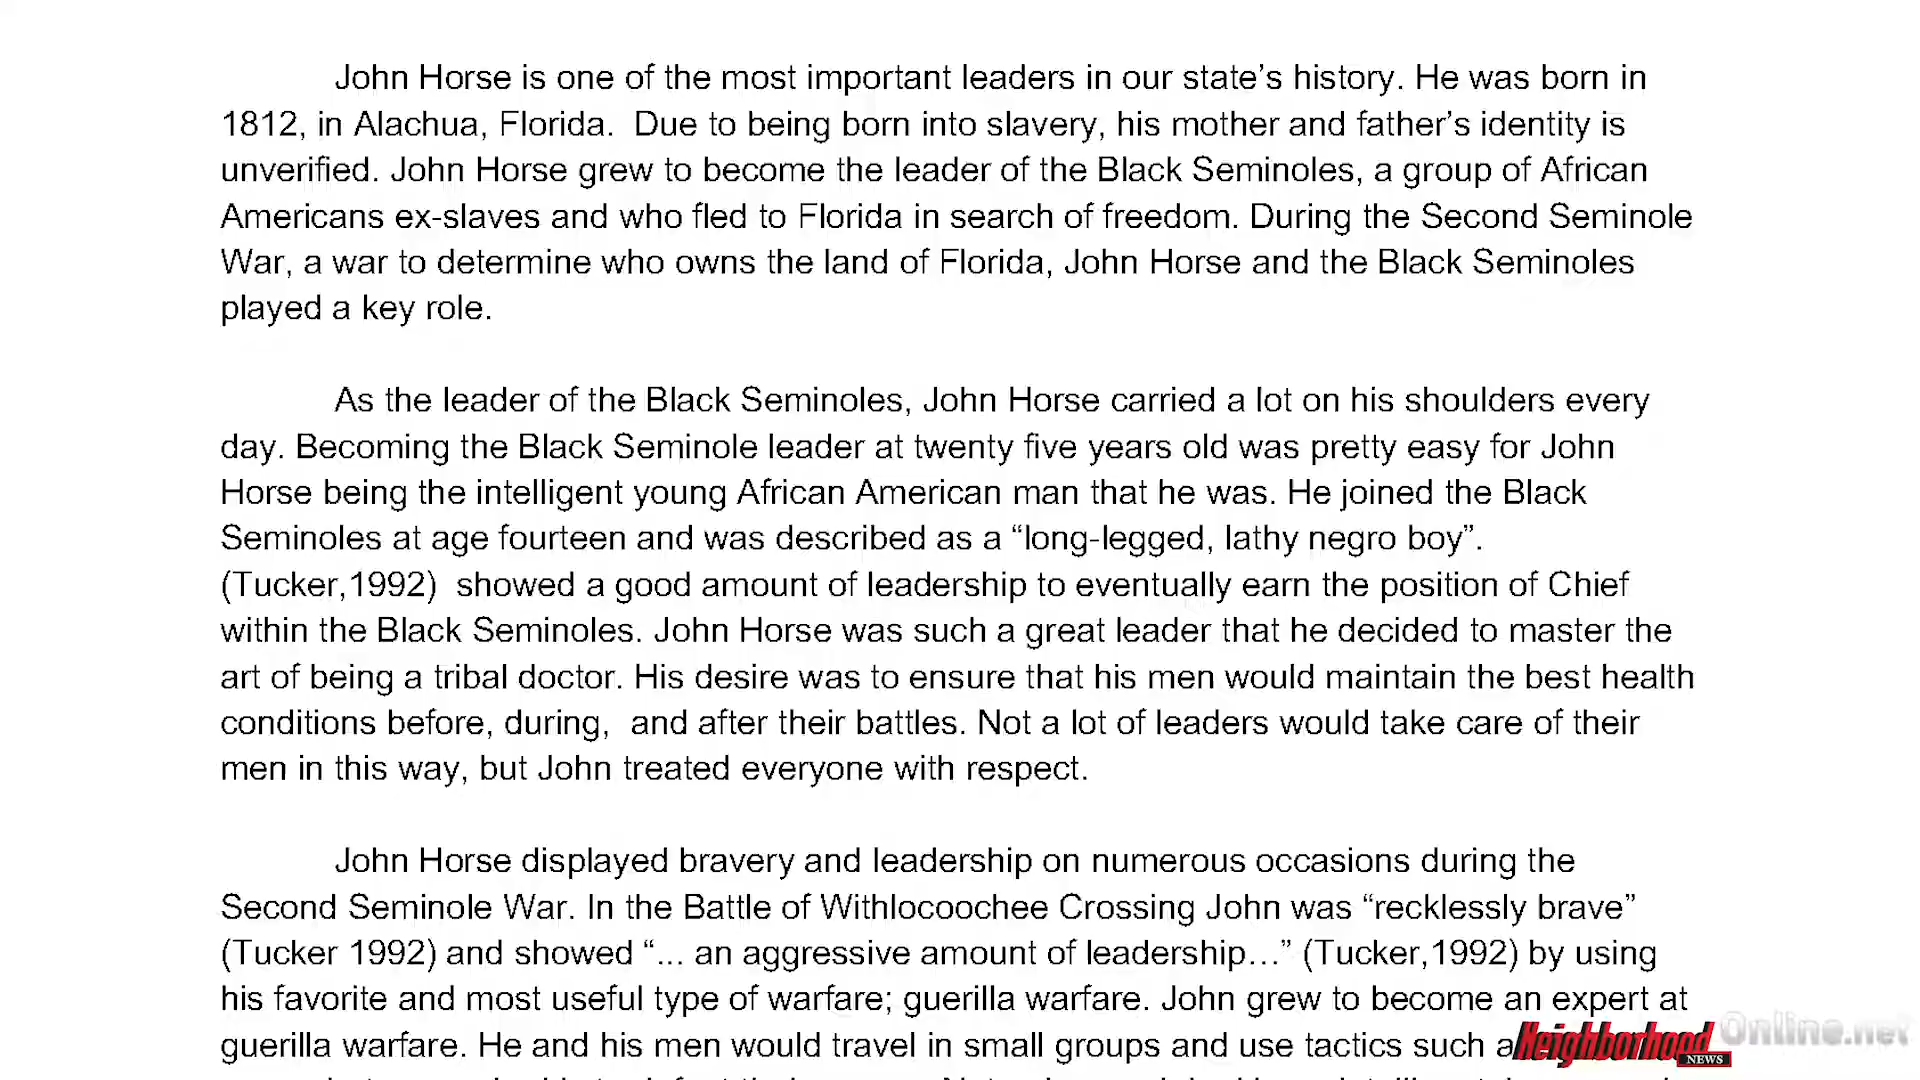 John Horse is one of the most important leaders in our state’s history. He was born in
1812, in Alachua, Florida.  Due to being born into slavery, his mother and father’s identity is
unverified. John Horse grew to become the leader of the Black Seminoles, a group of African
Americans ex-slaves and who fled to Florida in search of freedom. During the Second Seminole
War, a war to determine who owns the land of Florida, John Horse and the Black Seminoles
played a key role.
As the leader of the Black Seminoles, John Horse carried a lot on his shoulders every
day. Becoming the Black Seminole leader at twenty five years old was pretty easy for John
Horse being the intelligent young African American man that he was. He joined the Black
Seminoles at age fourteen and was described as a “long-legged, lathy negro boy”.
(Tucker,1992)  showed a good amount of leadership to eventually earn the position of Chief
within the Black Seminoles. John Horse was such a great leader that he decided to master the
art of being a tribal doctor. His desire was to ensure that his men would maintain the best health
conditions before, during,  and after their battles. Not a lot of leaders would take care of their
men in this way, but John treated everyone with respect.
John Horse displayed bravery and leadership on numerous occasions during the
Second Seminole War. In the Battle of Withlocoochee Crossing John was “recklessly brave”
(Tucker 1992) and showed “... an aggressive amount of leadership…” (Tucker,1992) by using
his favorite and most useful type of warfare; guerilla warfare. John grew to become an expert at
guerilla warfare. He and his men would travel in small groups and use tactics such
Neighborhood NEWS Online.net